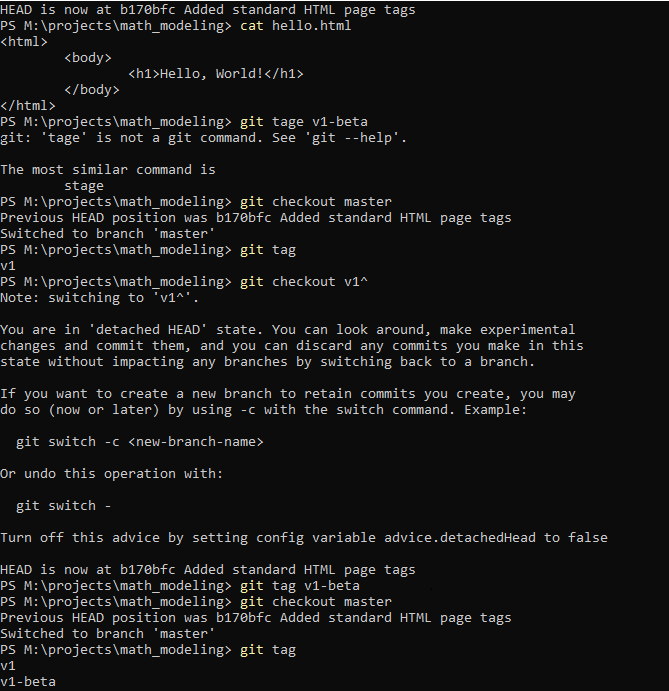 HEAD is now at b170bfc Added standard HTML page tags
PS M:\projects\math_modeling> cat hello.html
<html>
        <body>
                <h1>Hello, World!</h1>
        </body>
</html>
PS M:\projects\math_modeling> git tage v1-beta
git: 'tage' is not a git command. See 'git --help'.

The most similar command is
        stage
PS M:\projects\math_modeling> git checkout master
Previous HEAD position was b170bfc Added standard HTML page tags
Switched to branch 'master'
PS M:\projects\math_modeling> git tag
v1
PS M:\projects\math_modeling> git checkout v1^
Note: switching to 'v1^'.

You are in 'detached HEAD' state. You can look around, make experimental
changes and commit them, and you can discard any commits you make in this
state without impacting any branches by switching back to a branch.

If you want to create a new branch to retain commits you create, you may
do so (now or later) by using -c with the switch command. Example:

  git switch -c <new-branch-name>

Or undo this operation with:

  git switch -

Turn off this advice by setting config variable advice.detachedHead to false

HEAD is now at b170bfc Added standard HTML page tags
PS M:\projects\math_modeling> git tag v1-beta
PS M:\projects\math_modeling> git checkout master
Previous HEAD position was b170bfc Added standard HTML page tags
Switched to branch 'master'
PS M:\projects\math_modeling> git tag
v1
v1-beta